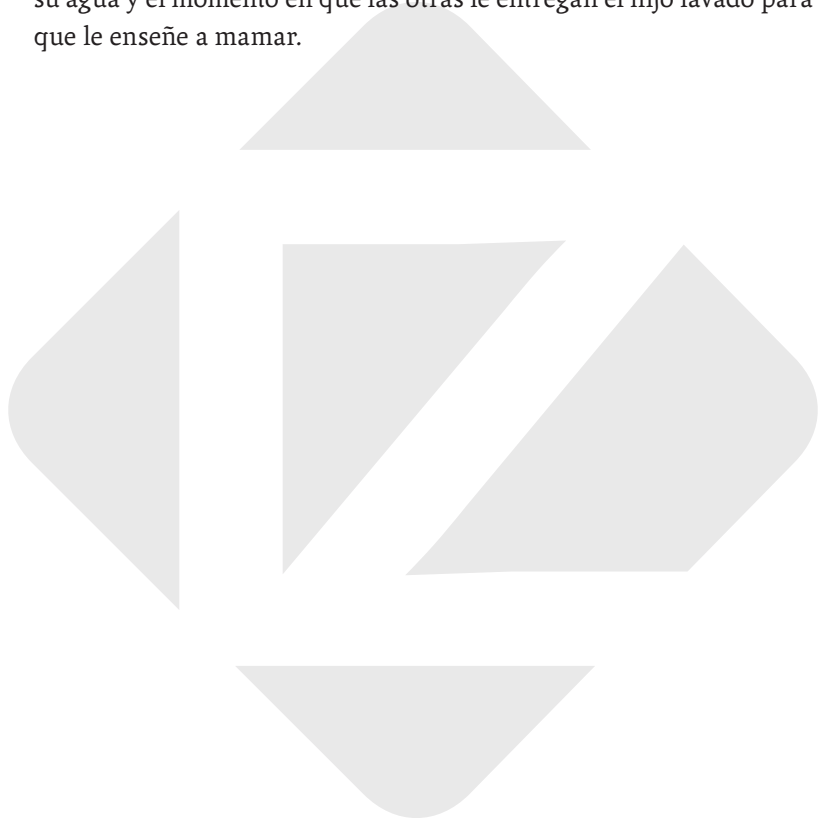 su agua y el momento en que las otras le entregan el hijo lavado para
que le enseñe a mamar.